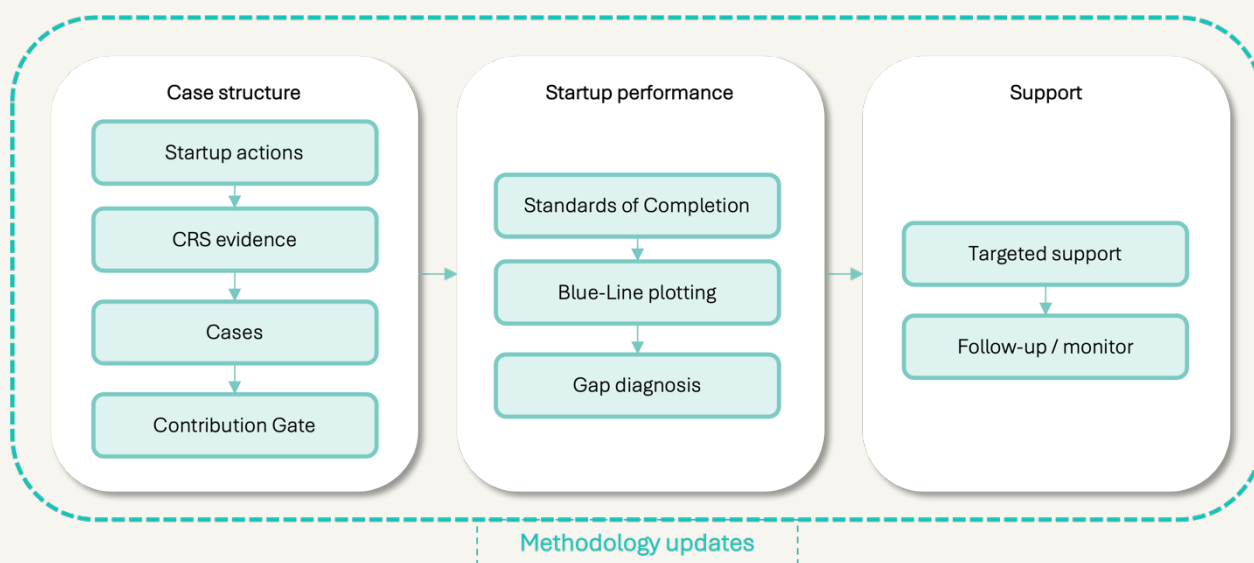 Case structure
Startup actions
CRS evidence
Cases
Contribution Gate
Startup performance
Standards of Completion
Blue-Line plotting
Gap diagnosis
Support
Targeted support
Follow-up / monitor
Methodology updates